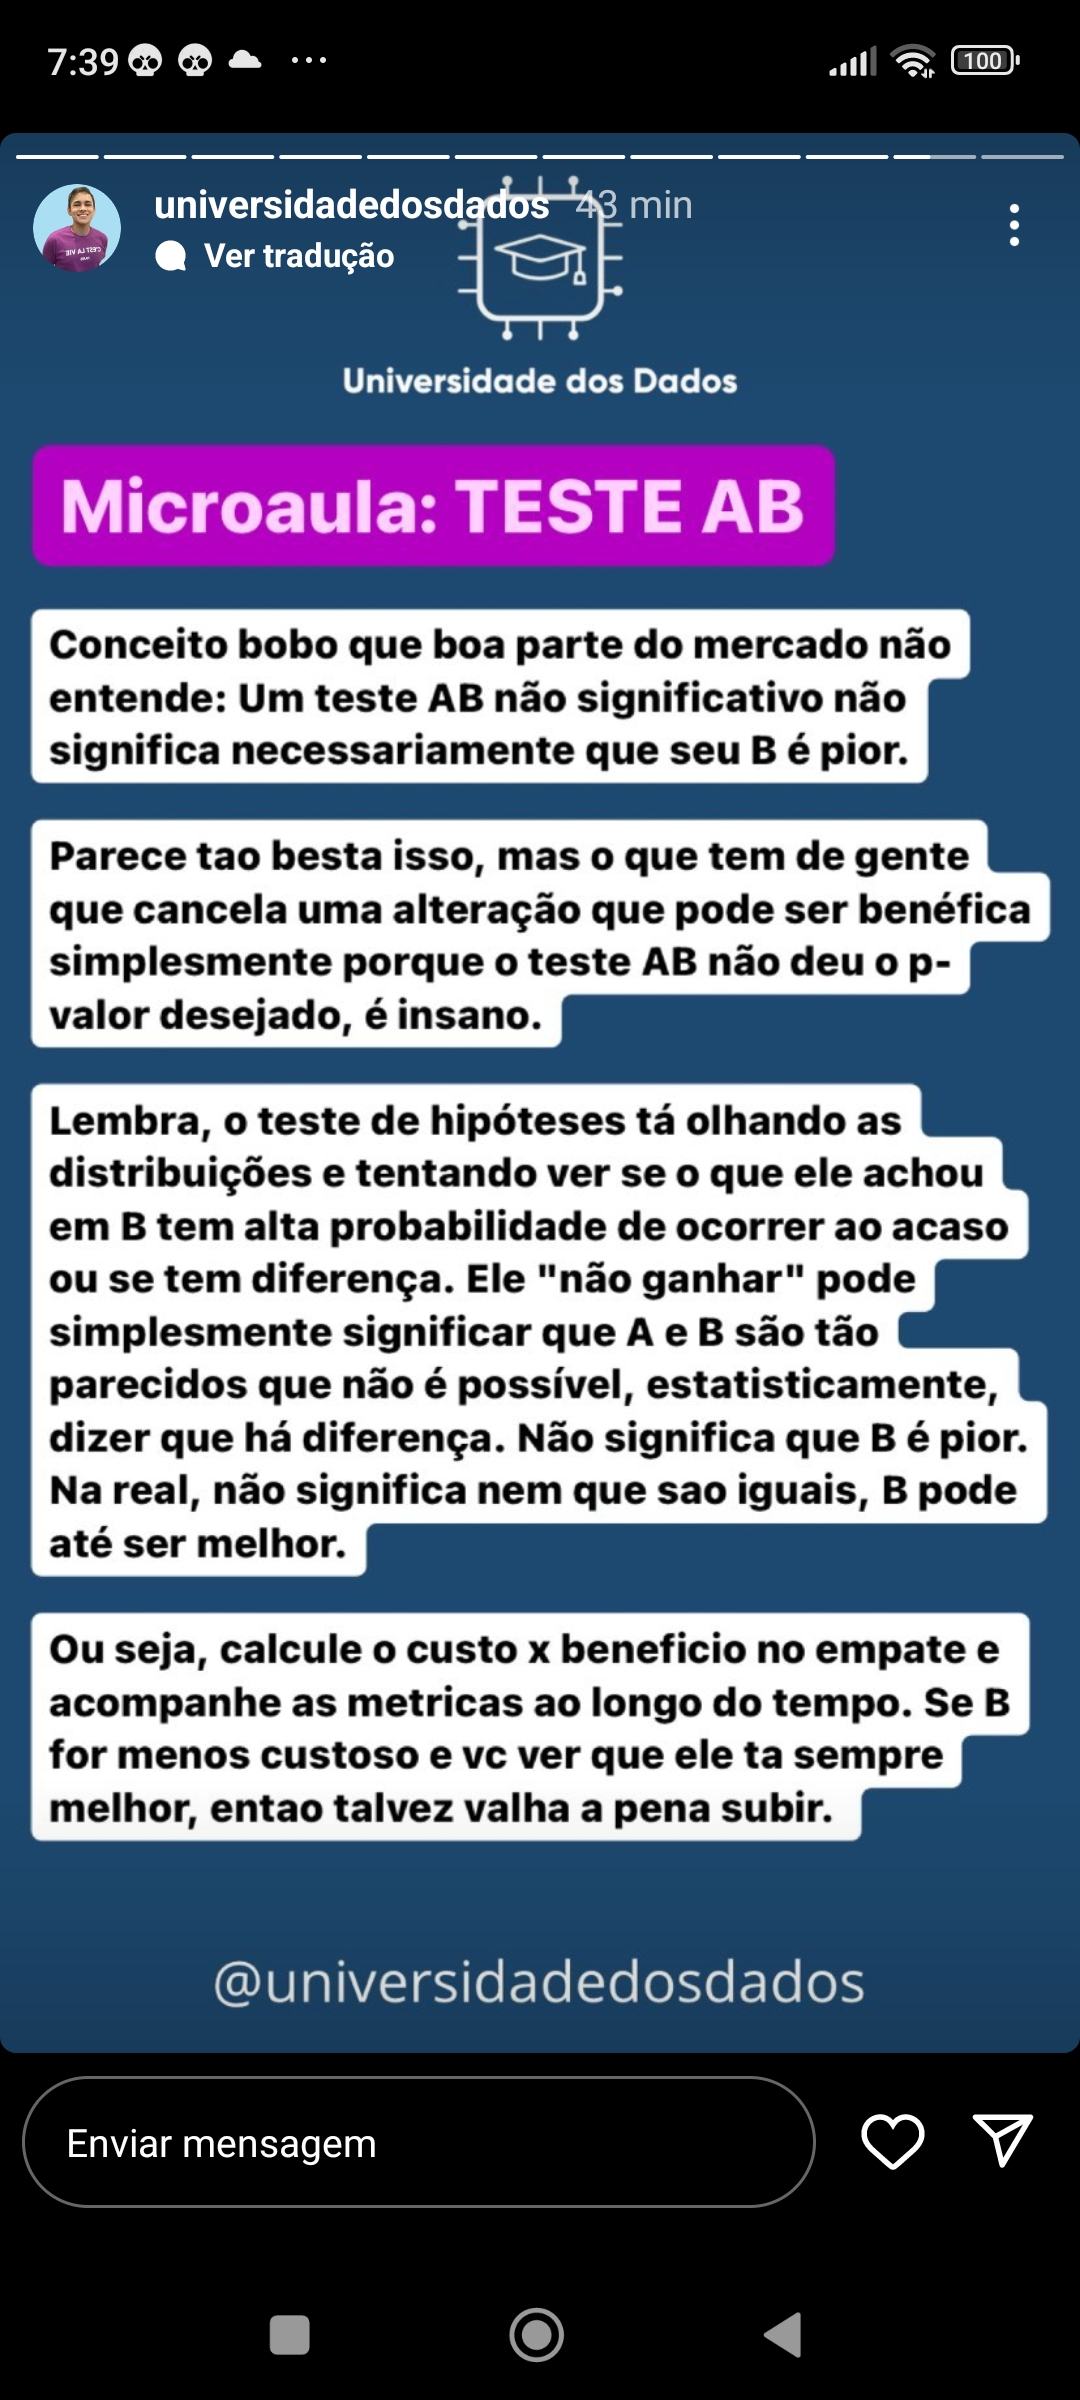 7:39
100
universidadedosdados 43 min
Ver tradução
Universidade dos Dados
Microaula: TESTE AB
Conceito bobo que boa parte do mercado não
entende: Um teste AB não significativo não
significa necessariamente que seu B é pior.
Parece tao besta isso, mas o que tem de gente
que cancela uma alteração que pode ser benéfica
simplesmente porque o teste AB não deu o p-
valor desejado, é insano.
Lembra, o teste de hipóteses tá olhando as
distribuições e tentando ver se o que ele achou
em B tem alta probabilidade de ocorrer ao acaso
ou se tem diferença. Ele "não ganhar" pode
simplesmente significar que A e B são tão
parecidos que não é possível, estatisticamente,
dizer que há diferença. Não significa que B é pior.
Na real, não significa nem que sao iguais, B pode
até ser melhor.
Ou seja, calcule o custo x beneficio no empate e
acompanhe as metricas ao longo do tempo. Se B
for menos custoso e vc ver que ele ta sempre
melhor, entao talvez valha a pena subir.
@universidadedosdados
Enviar mensagem